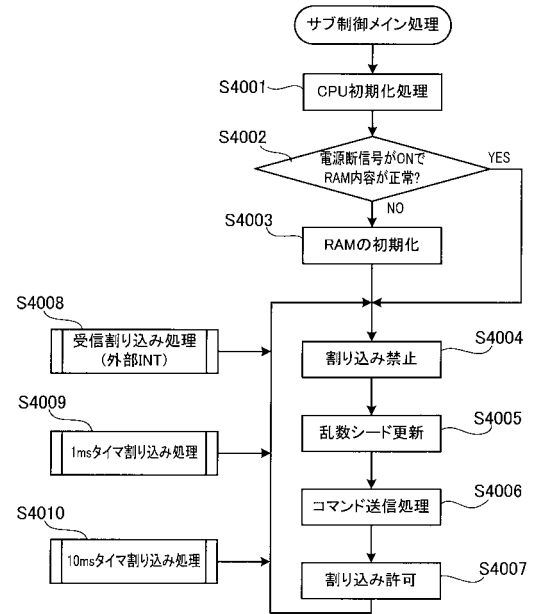 サブ制御メイン処理
S4001
CPU初期化処理
S4002
電源断信号がONで
RAM内容が正常?
YES
NO
S4003
RAMの初期化
S4008
受信割り込み処理
(外部INT)
S4004
割り込み禁止
S4009
1msタイマ割り込み処理
S4005
乱数シード更新
S4006
コマンド送信処理
S4010
10msタイマ割り込み処理
S4007
割り込み許可